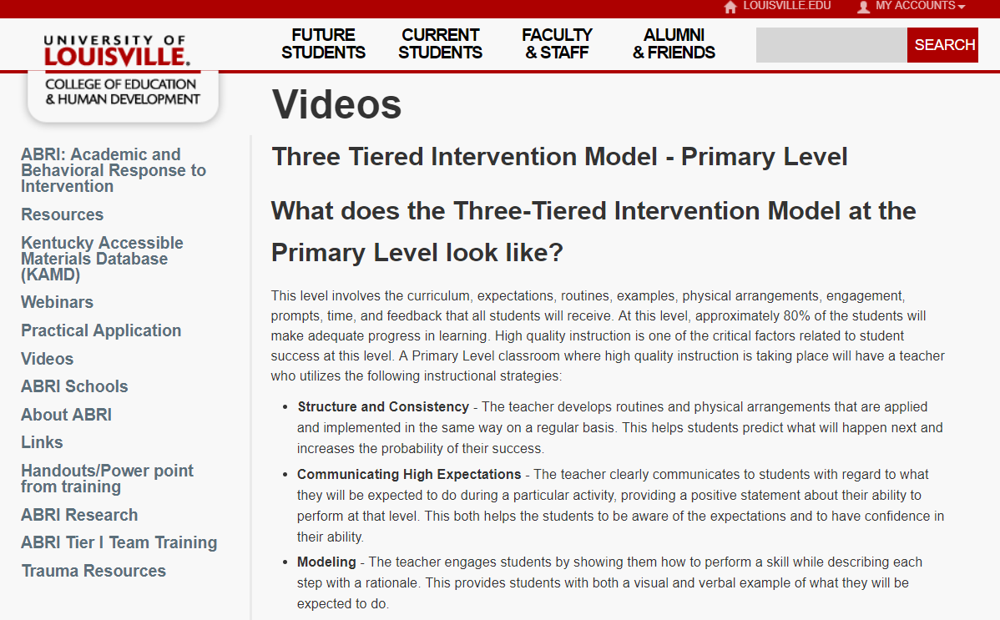 LOUISVILLE.EDU
MY ACCOUNTS
UNIVERSITY OF
LOUISVILLE.
COLLEGE OF EDUCATION
& HUMAN DEVELOPMENT
FUTURE
STUDENTS
CURRENT
STUDENTS
FACULTY
& STAFF
ALUMNI
& FRIENDS
SEARCH
ABRI: Academic and
Behavioral Response to
Intervention
Resources
Kentucky Accessible
Materials Database
(KAMD)
Webinars
Practical Application
Videos
ABRI Schools
About ABRI
Links
Handouts/Power point
from training
ABRI Research
ABRI Tier I Team Training
Trauma Resources
Videos
Three Tiered Intervention Model - Primary Level
What does the Three-Tiered Intervention Model at the
Primary Level look like?
This level involves the curriculum, expectations, routines, examples, physical arrangements, engagement,
prompts, time, and feedback that all students will receive. At this level, approximately 80% of the students will
make adequate progress in learning. High quality instruction is one of the critical factors related to student
success at this level. A Primary Level classroom where high quality instruction is taking place will have a teacher
who utilizes the following instructional strategies:
• Structure and Consistency - The teacher develops routines and physical arrangements that are applied
and implemented in the same way on a regular basis. This helps students predict what will happen next and
increases the probability of their success.
• Communicating High Expectations - The teacher clearly communicates to students with regard to what
they will be expected to do during a particular activity, providing a positive statement about their ability to
perform at that level. This both helps the students to be aware of the expectations and to have confidence in
their ability.
• Modeling - The teacher engages students by showing them how to perform a skill while describing each
step with a rationale. This provides students with both a visual and verbal example of what they will be
expected to do.